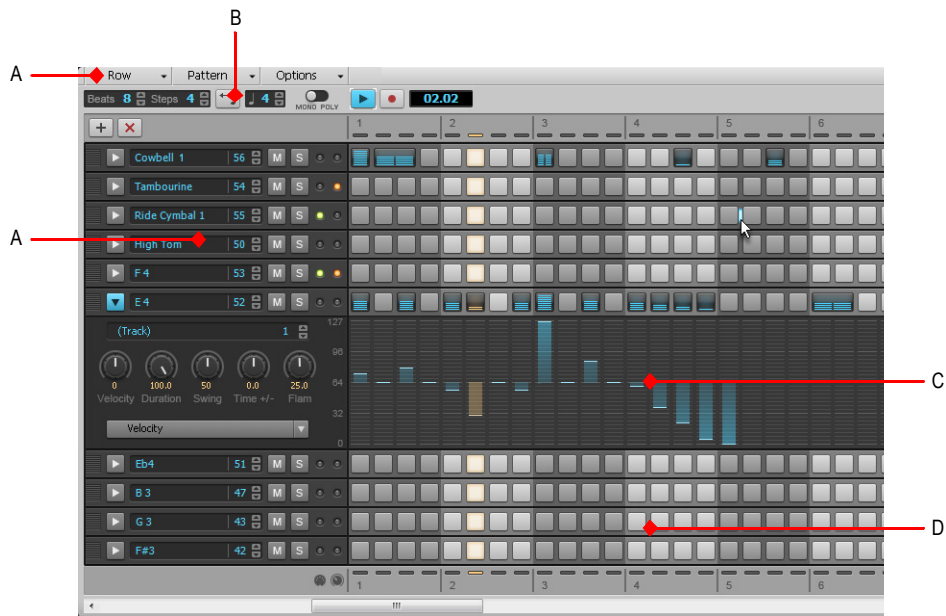 B
A
Row Pattern Options
Beats 8 Steps 4 4 MONO POLY 02.02
1 2 3 4 5 6
Cowbell 1 56 M S
Tambourine 54 M S
Ride Cymbal 1 55 M S
A
High Tom 50 M S
F 4 53 M S
E 4 52 M S
(Track) 1 127
96
0 100.0 50 0.0 25.0 64
C
Velocity Duration Swing Time +/- Flam
32
Velocity
0
Eb4 51 M S
B 3 47 M S
G 3 43 M S
D
F#3 42 M S
1 2 3 4 5 6